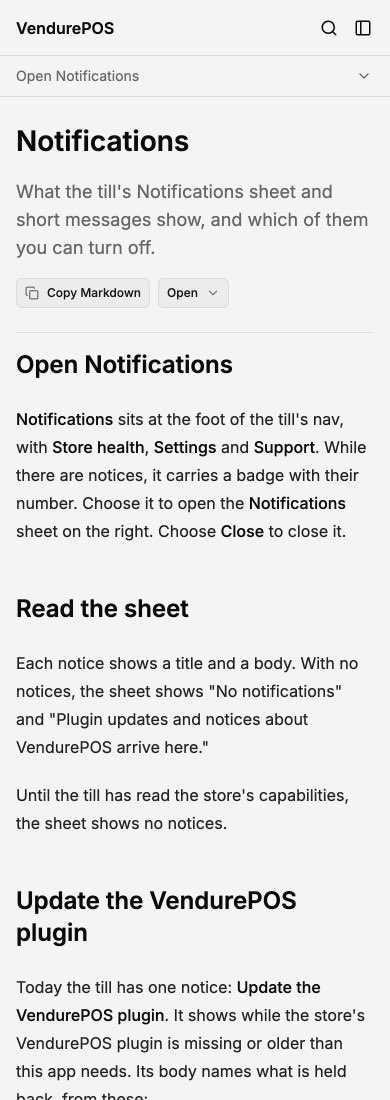 VendurePOS
Open Notifications
Notifications
What the till's Notifications sheet and
short messages show, and which of them
you can turn off.
Copy Markdown
Open
Open Notifications
Notifications sits at the foot of the till's nav,
with Store health, Settings and Support. While
there are notices, it carries a badge with their
number. Choose it to open the Notifications
sheet on the right. Choose Close to close it.
Read the sheet
Each notice shows a title and a body. With no
notices, the sheet shows "No notifications"
and "Plugin updates and notices about
VendurePOS arrive here."
Until the till has read the store's capabilities,
the sheet shows no notices.
Update the VendurePOS
plugin
Today the till has one notice: Update the
VendurePOS plugin. It shows while the store's
VendurePOS plugin is missing or older than
this app needs. Its body names what is held
back, from these: